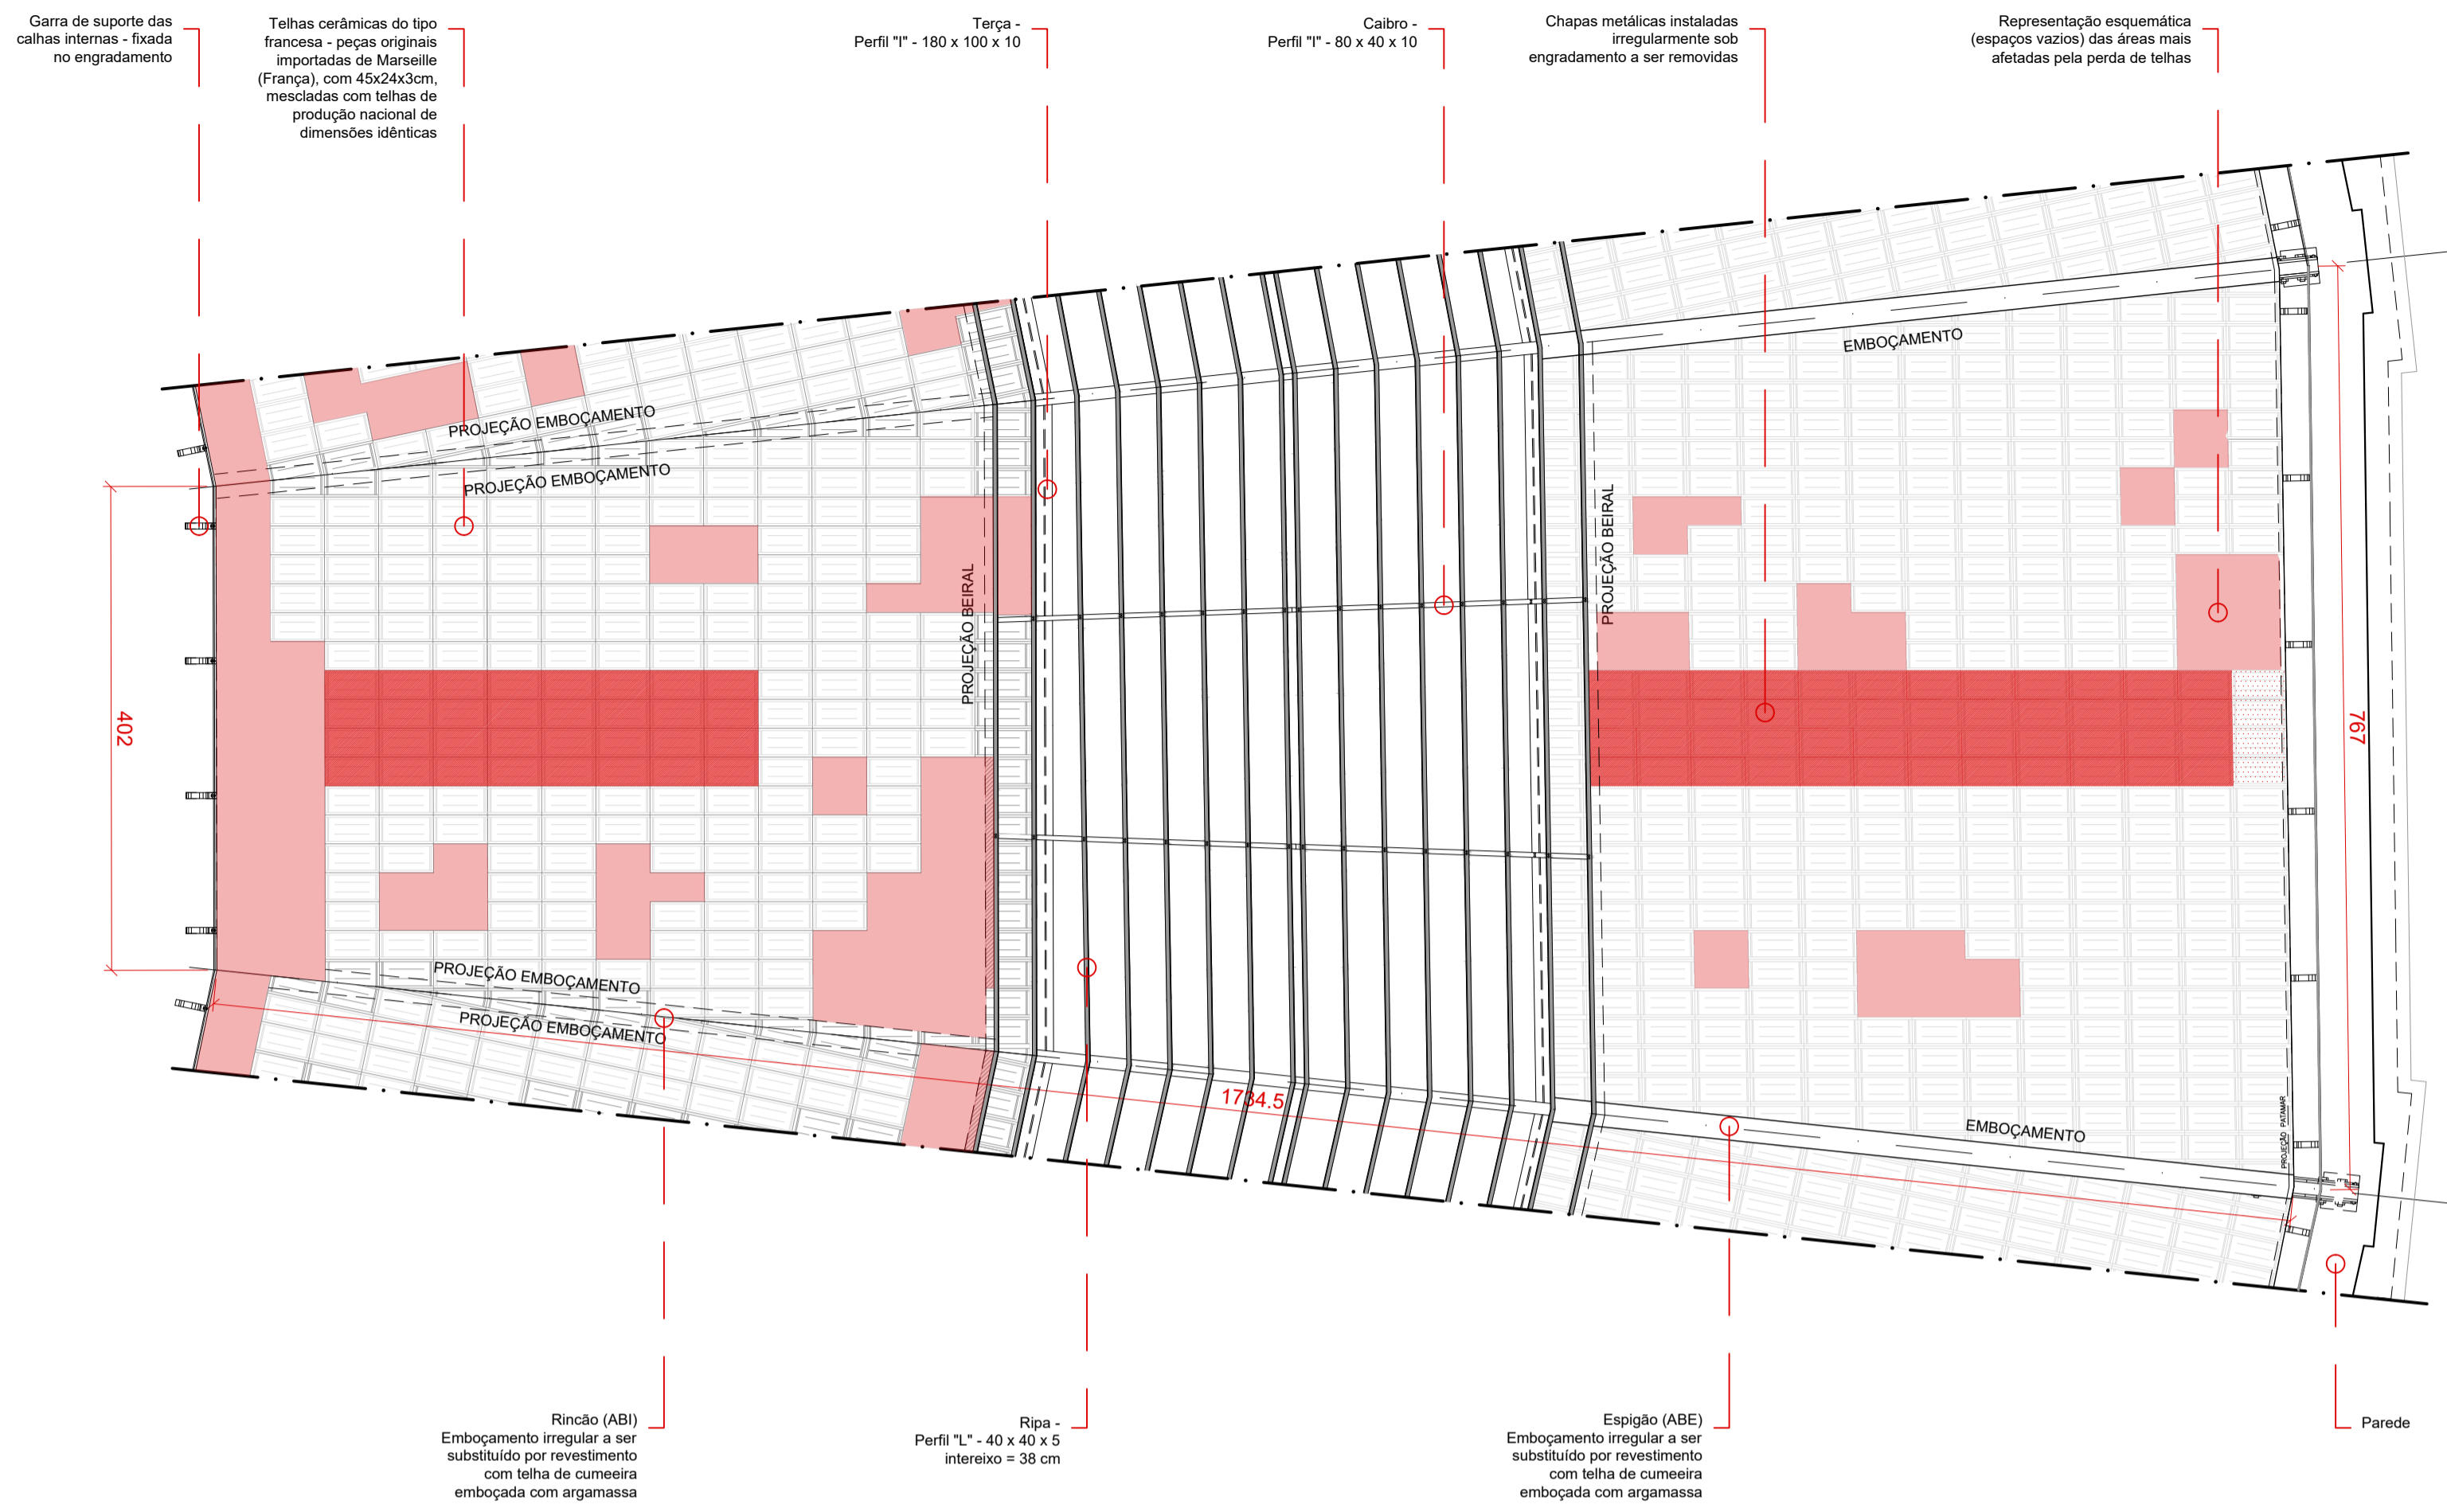 Garra de suporte das
calhas internas - fixada
no engradamento
Telhas cerâmicas do tipo
francesa - peças originais
importadas de Marseille
(França), com 45x24x3cm,
mescladas com telhas de
produção nacional de
dimensões idênticas
Terça -
Perfil "I" - 180 x 100 x 10
Caibro -
Perfil "I" - 80 x 40 x 10
Chapas metálicas instaladas
irregularmente sob
engradamento a ser removidas
Representação esquemática
(espaços vazios) das áreas mais
afetadas pela perda de telhas
EMBOÇAMENTO
PROJEÇÃO EMBOÇAMENTO
PROJEÇÃO EMBOÇAMENTO
PROJEÇÃO BEIRAL
PROJEÇÃO BEIRAL
402
767
PROJEÇÃO EMBOÇAMENTO
PROJEÇÃO EMBOÇAMENTO
1734.5
EMBOÇAMENTO
PROJEÇÃO PATAMAR
Rincão (ABI)
Emboçamento irregular a ser
substituído por revestimento
com telha de cumeeira
emboçada com argamassa
Ripa -
Perfil "L" - 40 x 40 x 5
intereixo = 38 cm
Espigão (ABE)
Emboçamento irregular a ser
substituído por revestimento
com telha de cumeeira
emboçada com argamassa
Parede